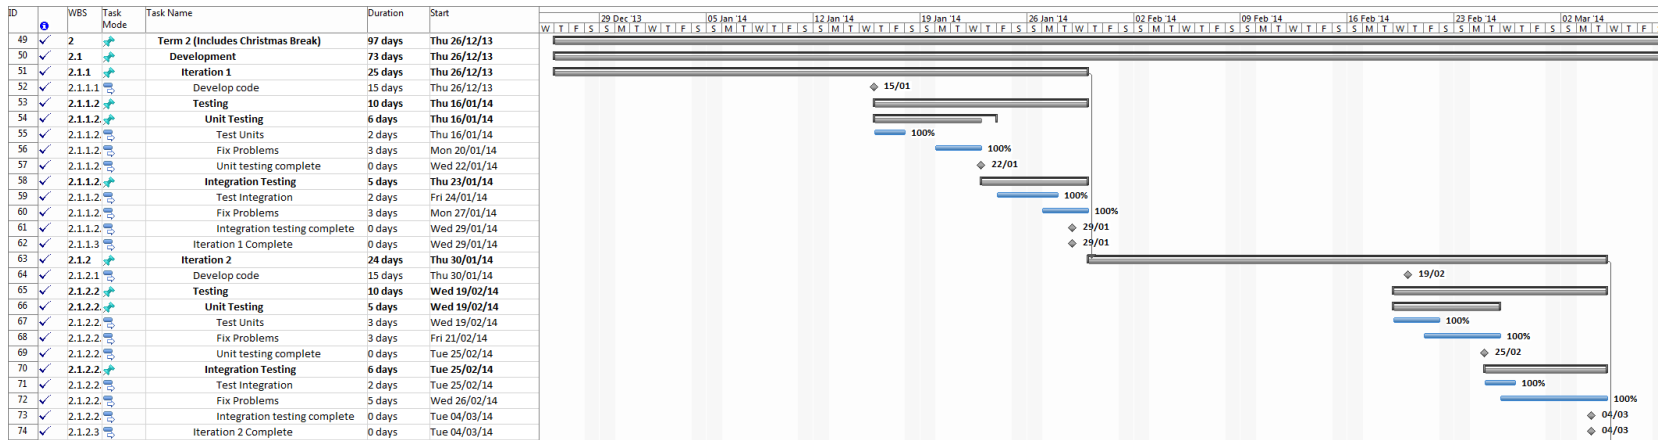 ID WBS Task Mode Task Name Duration Start 29 Dec '13 05 Jan '14 12 Jan '14 19 Jan '14 26 Jan '14 02 Feb '14 09 Feb '14 16 Feb '14 23 Feb '14 02 Mar '14
W T F S S M T W T F S S M T W T F S S M T W T F S S M T W T F S S M T W T F S S M T W T F S S M T W T F S S M T W T F S S M T W T F S S M T W T F
49 2 Term 2 (Includes Christmas Break) 97 days Thu 26/12/13
50 2.1 Development 73 days Thu 26/12/13
51 2.1.1 Iteration 1 25 days Thu 26/12/13
52 2.1.1.1 Develop code 15 days Thu 26/12/13 15/01
53 2.1.1.2 Testing 10 days Thu 16/01/14
54 2.1.1.2. Unit Testing 6 days Thu 16/01/14
55 2.1.1.2. Test Units 2 days Thu 16/01/14 100%
56 2.1.1.2. Fix Problems 3 days Mon 20/01/14 100%
57 2.1.1.2. Unit testing complete 0 days Wed 22/01/14 22/01
58 2.1.1.2. Integration Testing 5 days Thu 23/01/14
59 2.1.1.2. Test Integration 2 days Fri 24/01/14 100%
60 2.1.1.2. Fix Problems 3 days Mon 27/01/14 100%
61 2.1.1.2. Integration testing complete 0 days Wed 29/01/14 29/01
62 2.1.1.3 Iteration 1 Complete 0 days Wed 29/01/14 29/01
63 2.1.2 Iteration 2 24 days Thu 30/01/14
64 2.1.2.1 Develop code 15 days Thu 30/01/14 19/02
65 2.1.2.2 Testing 10 days Wed 19/02/14
66 2.1.2.2. Unit Testing 5 days Wed 19/02/14
67 2.1.2.2. Test Units 3 days Wed 19/02/14 100%
68 2.1.2.2. Fix Problems 3 days Fri 21/02/14 100%
69 2.1.2.2. Unit testing complete 0 days Tue 25/02/14 25/02
70 2.1.2.2. Integration Testing 6 days Tue 25/02/14
71 2.1.2.2. Test Integration 2 days Tue 25/02/14 100%
72 2.1.2.2. Fix Problems 5 days Wed 26/02/14 100%
73 2.1.2.2. Integration testing complete 0 days Tue 04/03/14 04/03
74 2.1.2.3 Iteration 2 Complete 0 days Tue 04/03/14 04/03